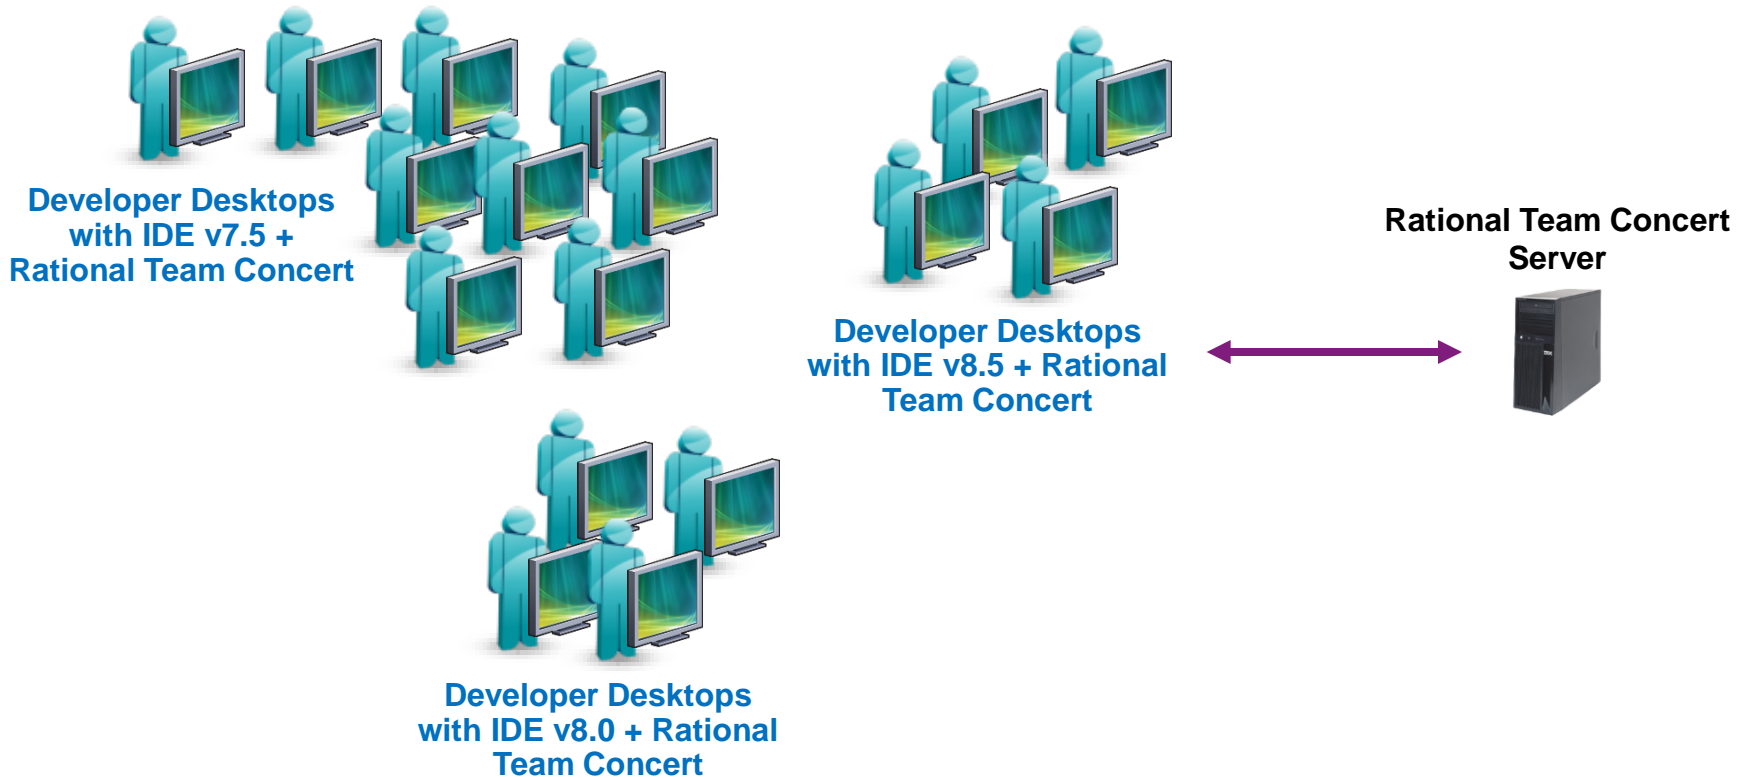 Developer Desktops
with IDE v7.5 +
Rational Team Concert
Developer Desktops
with IDE v8.5 + Rational
Team Concert
Rational Team Concert
Server
Developer Desktops
with IDE v8.0 + Rational
Team Concert